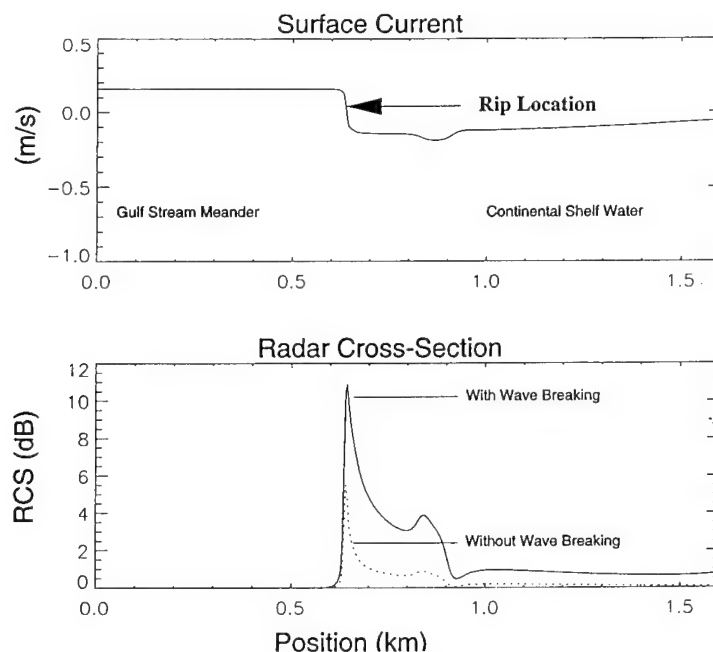 Surface Current
0.5
0.0
-0.5
-1.0
(m/s)
Rip Location
Gulf Stream Meander
Continental Shelf Water
0.0
0.5
1.0
1.5
Radar Cross-Section
12
10
8
6
4
2
0
RCS (dB)
With Wave Breaking
Without Wave Breaking
0.0
0.5
1.0
1.5
Position (km)